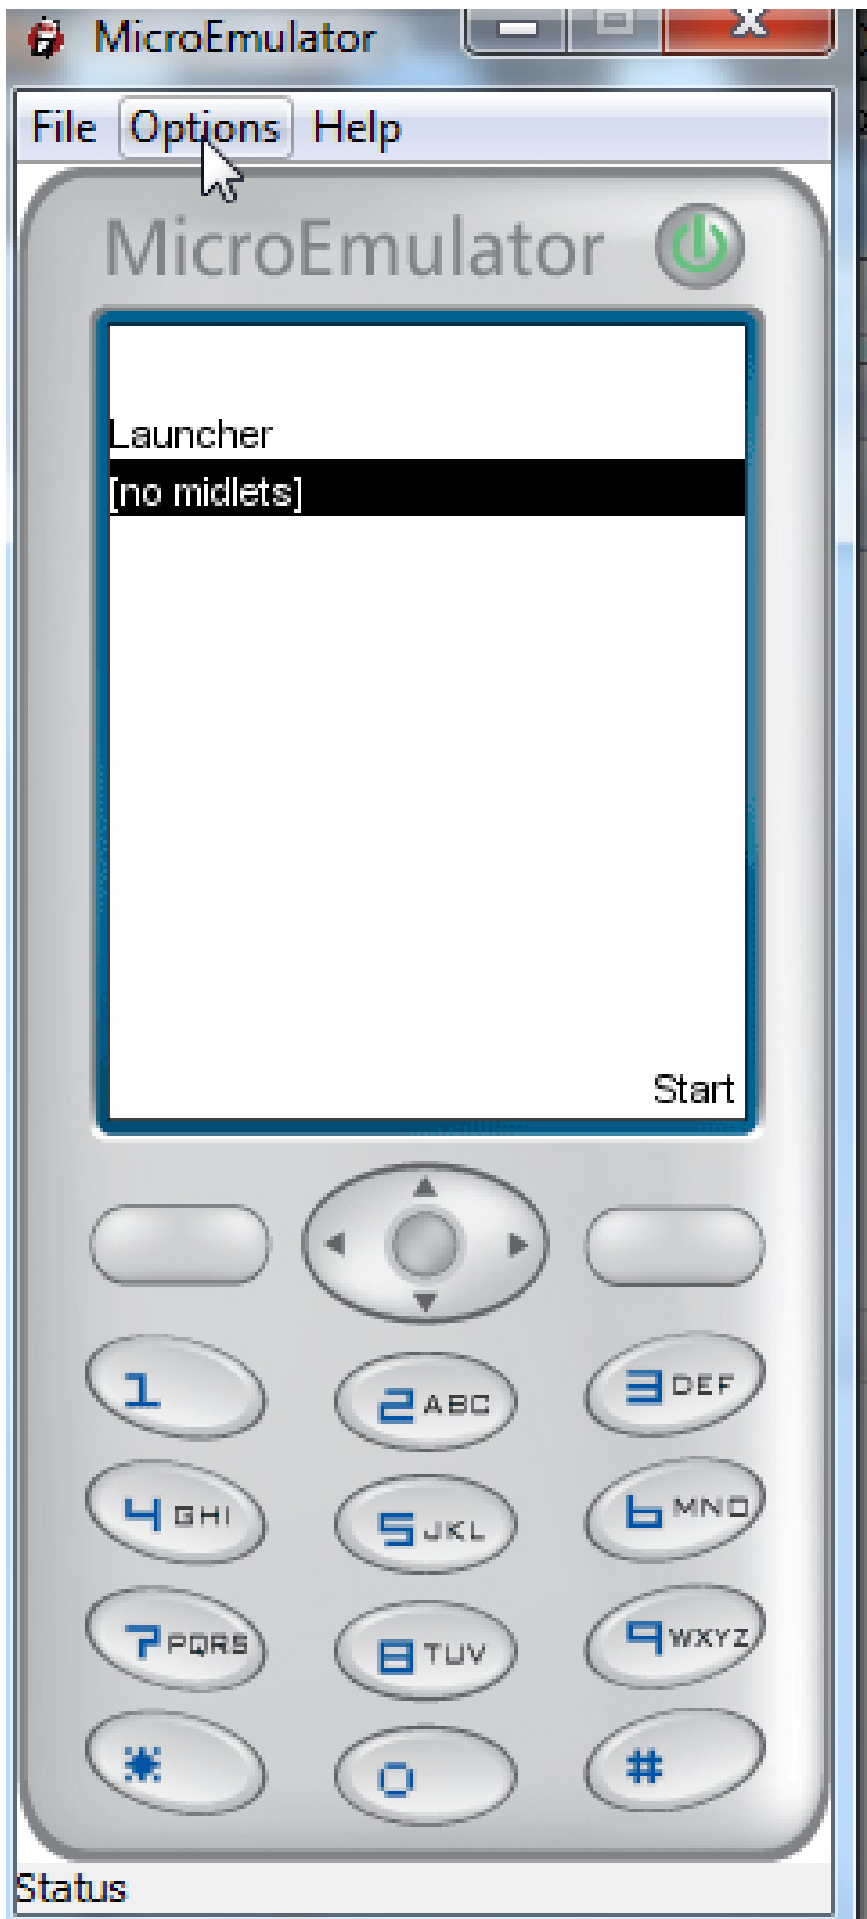 MicroEmulator
File Options Help
MicroEmulator
Launcher
[no midlets]
Start
1 2 ABC 3 DEF
4 GHI 5 JKL 6 MNO
7 PQRS 8 TUV 9 WXYZ
* 0 #
Status